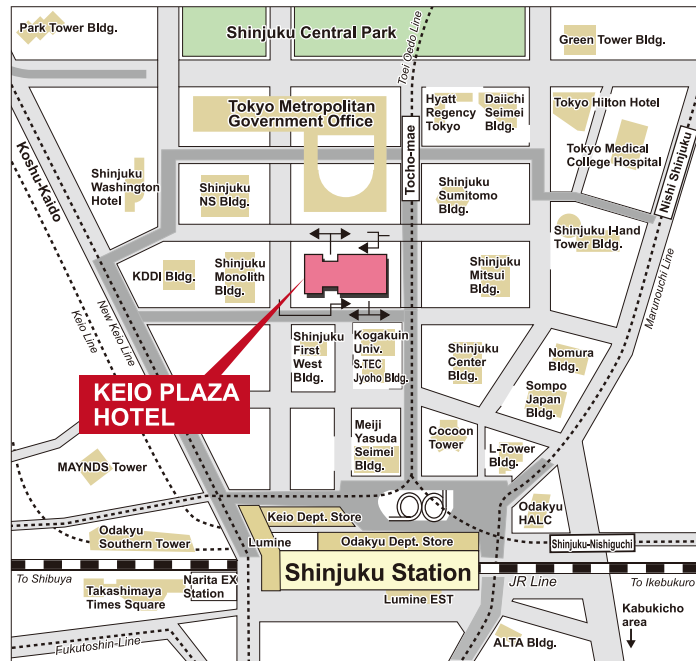 Park Tower Bldg.
Shinjuku Central Park
Toei Oedo Line
Green Tower Bldg.
Tokyo Metropolitan
Government Office
Hyatt
Regency
Tokyo
Daiichi
Seimei
Bldg.
Tokyo Hilton Hotel
Tokyo Medical
College Hospital
Koshu-Kaido
Shinjuku
Washington
Hotel
Shinjuku
NS Bldg.
Tocho-mae
Shinjuku
Sumitomo
Bldg.
Nishi Shinjuku
Shinjuku I-land
Tower Bldg.
KDDI Bldg.
Shinjuku
Monolith
Bldg.
Shinjuku
Mitsui
Bldg.
Marunouchi Line
New Keio Line
Keio Line
Shinjuku
First
West
Bldg.
Kogakuin
Univ.
S.TEC
Jyoho Bldg.
Shinjuku
Center
Bldg.
Nomura
Bldg.
Sompo
Japan
Bldg.
KEIO PLAZA
HOTEL
Meiji
Yasuda
Seimei
Bldg.
Cocoon
Tower
L-Tower
Bldg.
MAYNDS Tower
Keio Dept. Store
Odakyu
HALC
Odakyu
Southern Tower
Lumine
Odakyu Dept. Store
Shinjuku-Nishiguchi
Shinjuku Station
To Shibuya
Narita EX
Station
JR Line
To Ikebukuro
Takashimaya
Times Square
Lumine EST
Kabukicho
area
Fukutoshin Line
ALTA Bldg.